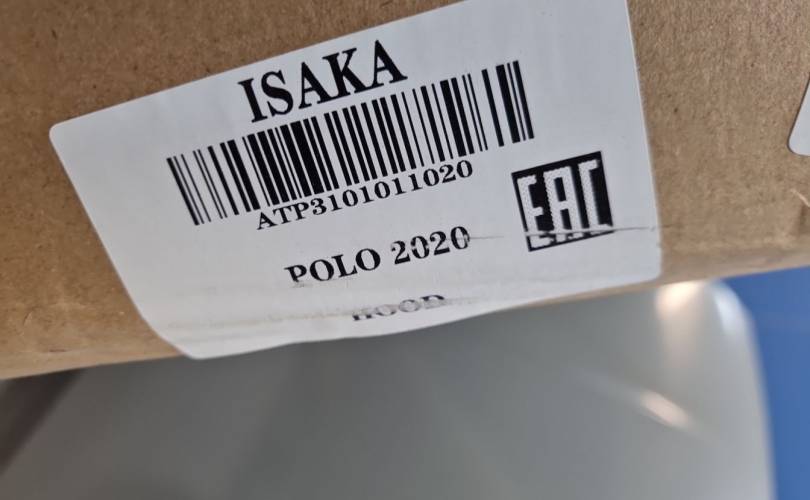 ISAKA
ATP3101011020
EAC
POLO 2020
HOOD